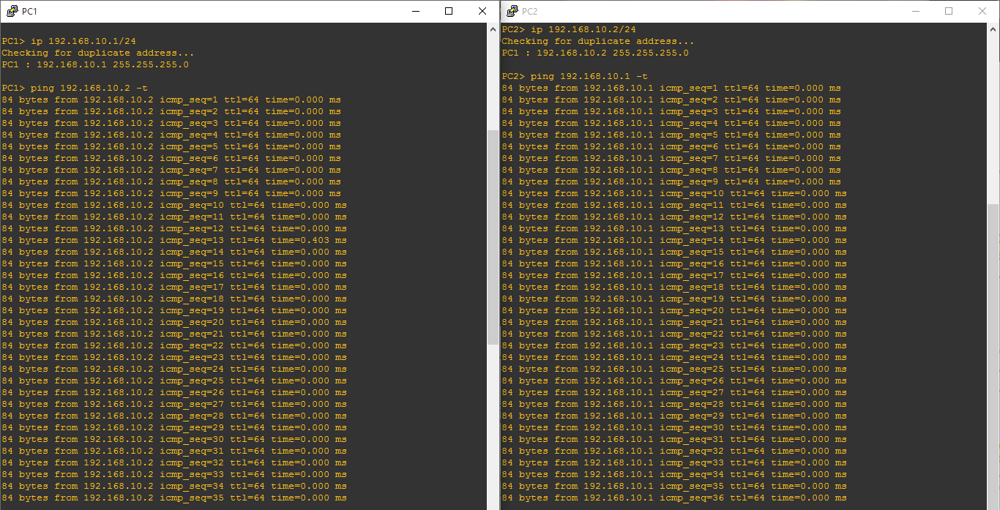 PC1
PC1> ip 192.168.10.1/24
Checking for duplicate address...
PC1 : 192.168.10.1 255.255.255.0
PC1> ping 192.168.10.2 -t
84 bytes from 192.168.10.2 icmp_seq=1 ttl=64 time=0.000 ms
84 bytes from 192.168.10.2 icmp_seq=2 ttl=64 time=0.000 ms
84 bytes from 192.168.10.2 icmp_seq=3 ttl=64 time=0.000 ms
84 bytes from 192.168.10.2 icmp_seq=4 ttl=64 time=0.000 ms
84 bytes from 192.168.10.2 icmp_seq=5 ttl=64 time=0.000 ms
84 bytes from 192.168.10.2 icmp_seq=6 ttl=64 time=0.000 ms
84 bytes from 192.168.10.2 icmp_seq=7 ttl=64 time=0.000 ms
84 bytes from 192.168.10.2 icmp_seq=8 ttl=64 time=0.000 ms
84 bytes from 192.168.10.2 icmp_seq=9 ttl=64 time=0.000 ms
84 bytes from 192.168.10.2 icmp_seq=10 ttl=64 time=0.000 ms
84 bytes from 192.168.10.2 icmp_seq=11 ttl=64 time=0.000 ms
84 bytes from 192.168.10.2 icmp_seq=12 ttl=64 time=0.000 ms
84 bytes from 192.168.10.2 icmp_seq=13 ttl=64 time=0.403 ms
84 bytes from 192.168.10.2 icmp_seq=14 ttl=64 time=0.000 ms
84 bytes from 192.168.10.2 icmp_seq=15 ttl=64 time=0.000 ms
84 bytes from 192.168.10.2 icmp_seq=16 ttl=64 time=0.000 ms
84 bytes from 192.168.10.2 icmp_seq=17 ttl=64 time=0.000 ms
84 bytes from 192.168.10.2 icmp_seq=18 ttl=64 time=0.000 ms
84 bytes from 192.168.10.2 icmp_seq=19 ttl=64 time=0.000 ms
84 bytes from 192.168.10.2 icmp_seq=20 ttl=64 time=0.000 ms
84 bytes from 192.168.10.2 icmp_seq=21 ttl=64 time=0.000 ms
84 bytes from 192.168.10.2 icmp_seq=22 ttl=64 time=0.000 ms
84 bytes from 192.168.10.2 icmp_seq=23 ttl=64 time=0.000 ms
84 bytes from 192.168.10.2 icmp_seq=24 ttl=64 time=0.000 ms
84 bytes from 192.168.10.2 icmp_seq=25 ttl=64 time=0.000 ms
84 bytes from 192.168.10.2 icmp_seq=26 ttl=64 time=0.000 ms
84 bytes from 192.168.10.2 icmp_seq=27 ttl=64 time=0.000 ms
84 bytes from 192.168.10.2 icmp_seq=28 ttl=64 time=0.000 ms
84 bytes from 192.168.10.2 icmp_seq=29 ttl=64 time=0.000 ms
84 bytes from 192.168.10.2 icmp_seq=30 ttl=64 time=0.000 ms
84 bytes from 192.168.10.2 icmp_seq=31 ttl=64 time=0.000 ms
84 bytes from 192.168.10.2 icmp_seq=32 ttl=64 time=0.000 ms
84 bytes from 192.168.10.2 icmp_seq=33 ttl=64 time=0.000 ms
84 bytes from 192.168.10.2 icmp_seq=34 ttl=64 time=0.000 ms
84 bytes from 192.168.10.2 icmp_seq=35 ttl=64 time=0.000 ms
PC2
PC2> ip 192.168.10.2/24
Checking for duplicate address...
PC1 : 192.168.10.2 255.255.255.0
PC2> ping 192.168.10.1 -t
84 bytes from 192.168.10.1 icmp_seq=1 ttl=64 time=0.000 ms
84 bytes from 192.168.10.1 icmp_seq=2 ttl=64 time=0.000 ms
84 bytes from 192.168.10.1 icmp_seq=3 ttl=64 time=0.000 ms
84 bytes from 192.168.10.1 icmp_seq=4 ttl=64 time=0.000 ms
84 bytes from 192.168.10.1 icmp_seq=5 ttl=64 time=0.000 ms
84 bytes from 192.168.10.1 icmp_seq=6 ttl=64 time=0.000 ms
84 bytes from 192.168.10.1 icmp_seq=7 ttl=64 time=0.000 ms
84 bytes from 192.168.10.1 icmp_seq=8 ttl=64 time=0.000 ms
84 bytes from 192.168.10.1 icmp_seq=9 ttl=64 time=0.000 ms
84 bytes from 192.168.10.1 icmp_seq=10 ttl=64 time=0.000 ms
84 bytes from 192.168.10.1 icmp_seq=11 ttl=64 time=0.000 ms
84 bytes from 192.168.10.1 icmp_seq=12 ttl=64 time=0.000 ms
84 bytes from 192.168.10.1 icmp_seq=13 ttl=64 time=0.000 ms
84 bytes from 192.168.10.1 icmp_seq=14 ttl=64 time=0.000 ms
84 bytes from 192.168.10.1 icmp_seq=15 ttl=64 time=0.000 ms
84 bytes from 192.168.10.1 icmp_seq=16 ttl=64 time=0.000 ms
84 bytes from 192.168.10.1 icmp_seq=17 ttl=64 time=0.000 ms
84 bytes from 192.168.10.1 icmp_seq=18 ttl=64 time=0.000 ms
84 bytes from 192.168.10.1 icmp_seq=19 ttl=64 time=0.000 ms
84 bytes from 192.168.10.1 icmp_seq=20 ttl=64 time=0.000 ms
84 bytes from 192.168.10.1 icmp_seq=21 ttl=64 time=0.000 ms
84 bytes from 192.168.10.1 icmp_seq=22 ttl=64 time=0.000 ms
84 bytes from 192.168.10.1 icmp_seq=23 ttl=64 time=0.000 ms
84 bytes from 192.168.10.1 icmp_seq=24 ttl=64 time=0.000 ms
84 bytes from 192.168.10.1 icmp_seq=25 ttl=64 time=0.000 ms
84 bytes from 192.168.10.1 icmp_seq=26 ttl=64 time=0.000 ms
84 bytes from 192.168.10.1 icmp_seq=27 ttl=64 time=0.000 ms
84 bytes from 192.168.10.1 icmp_seq=28 ttl=64 time=0.000 ms
84 bytes from 192.168.10.1 icmp_seq=29 ttl=64 time=0.000 ms
84 bytes from 192.168.10.1 icmp_seq=30 ttl=64 time=0.000 ms
84 bytes from 192.168.10.1 icmp_seq=31 ttl=64 time=0.000 ms
84 bytes from 192.168.10.1 icmp_seq=32 ttl=64 time=0.000 ms
84 bytes from 192.168.10.1 icmp_seq=33 ttl=64 time=0.000 ms
84 bytes from 192.168.10.1 icmp_seq=34 ttl=64 time=0.000 ms
84 bytes from 192.168.10.1 icmp_seq=35 ttl=64 time=0.000 ms
84 bytes from 192.168.10.1 icmp_seq=36 ttl=64 time=0.000 ms